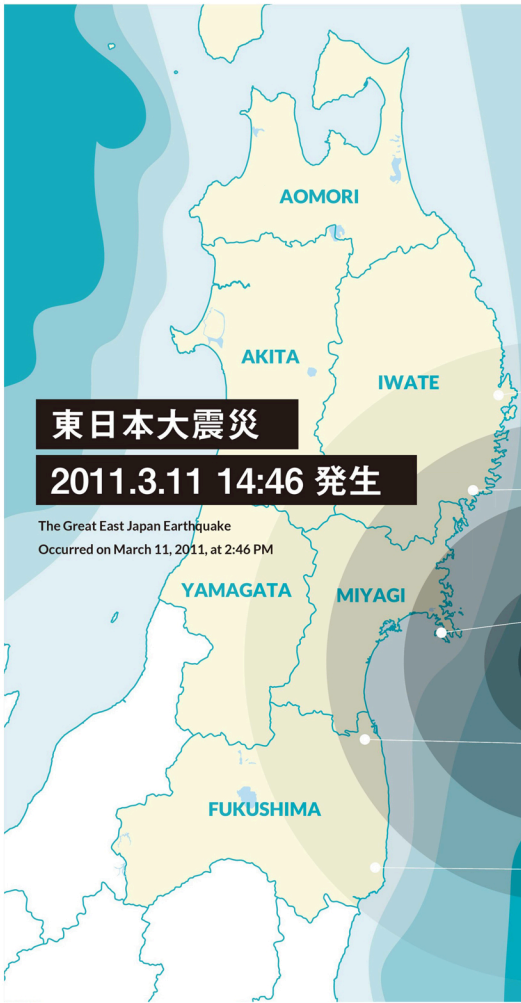 AOMORI
AKITA
IWATE
東日本大震災
2011.3.11 14:46 発生
The Great East Japan Earthquake
Occurred on March 11, 2011, at 2:46 PM
YAMAGATA
MIYAGI
FUKUSHIMA